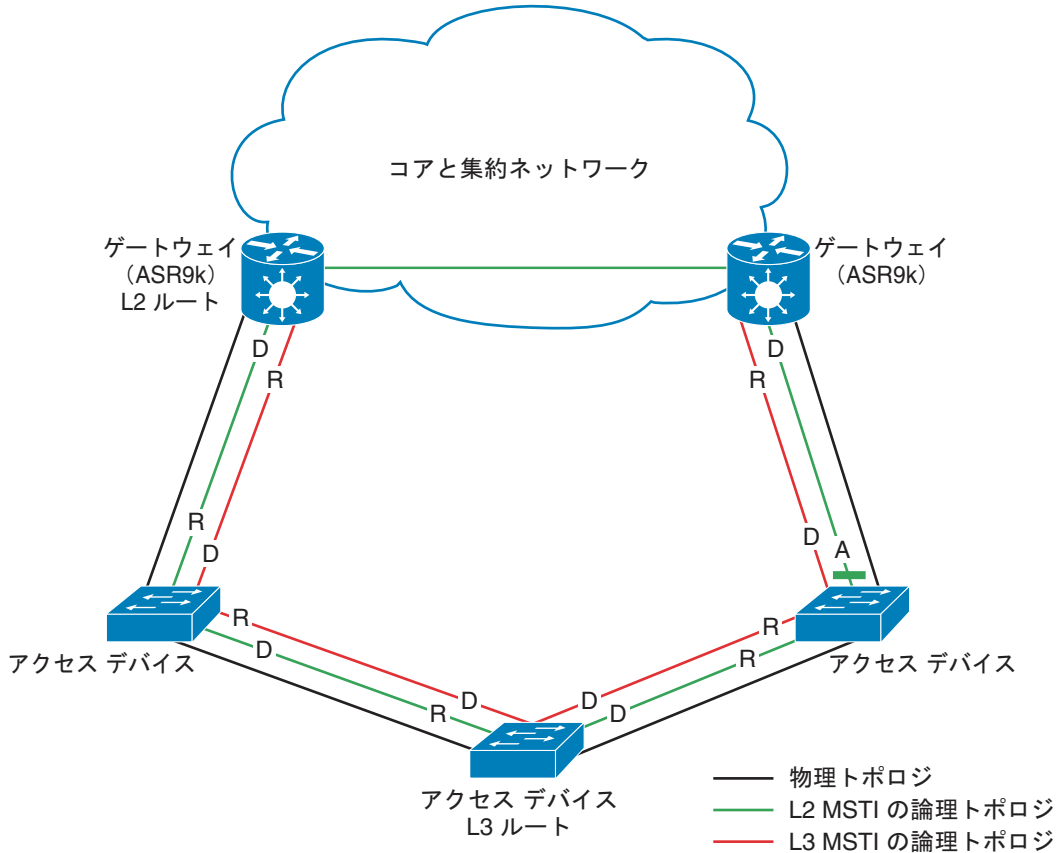 コアと集約ネットワーク
ゲートウェイ
（ASR9k）
L2 ルート
ゲートウェイ
（ASR9k）
D
R
D
R
R
D
D
A
R
D
R
D
R
R
D
D
アクセス デバイス
アクセス デバイス
アクセス デバイス
L3 ルート
物理トポロジ
L2 MSTI の論理トポロジ
L3 MSTI の論理トポロジ